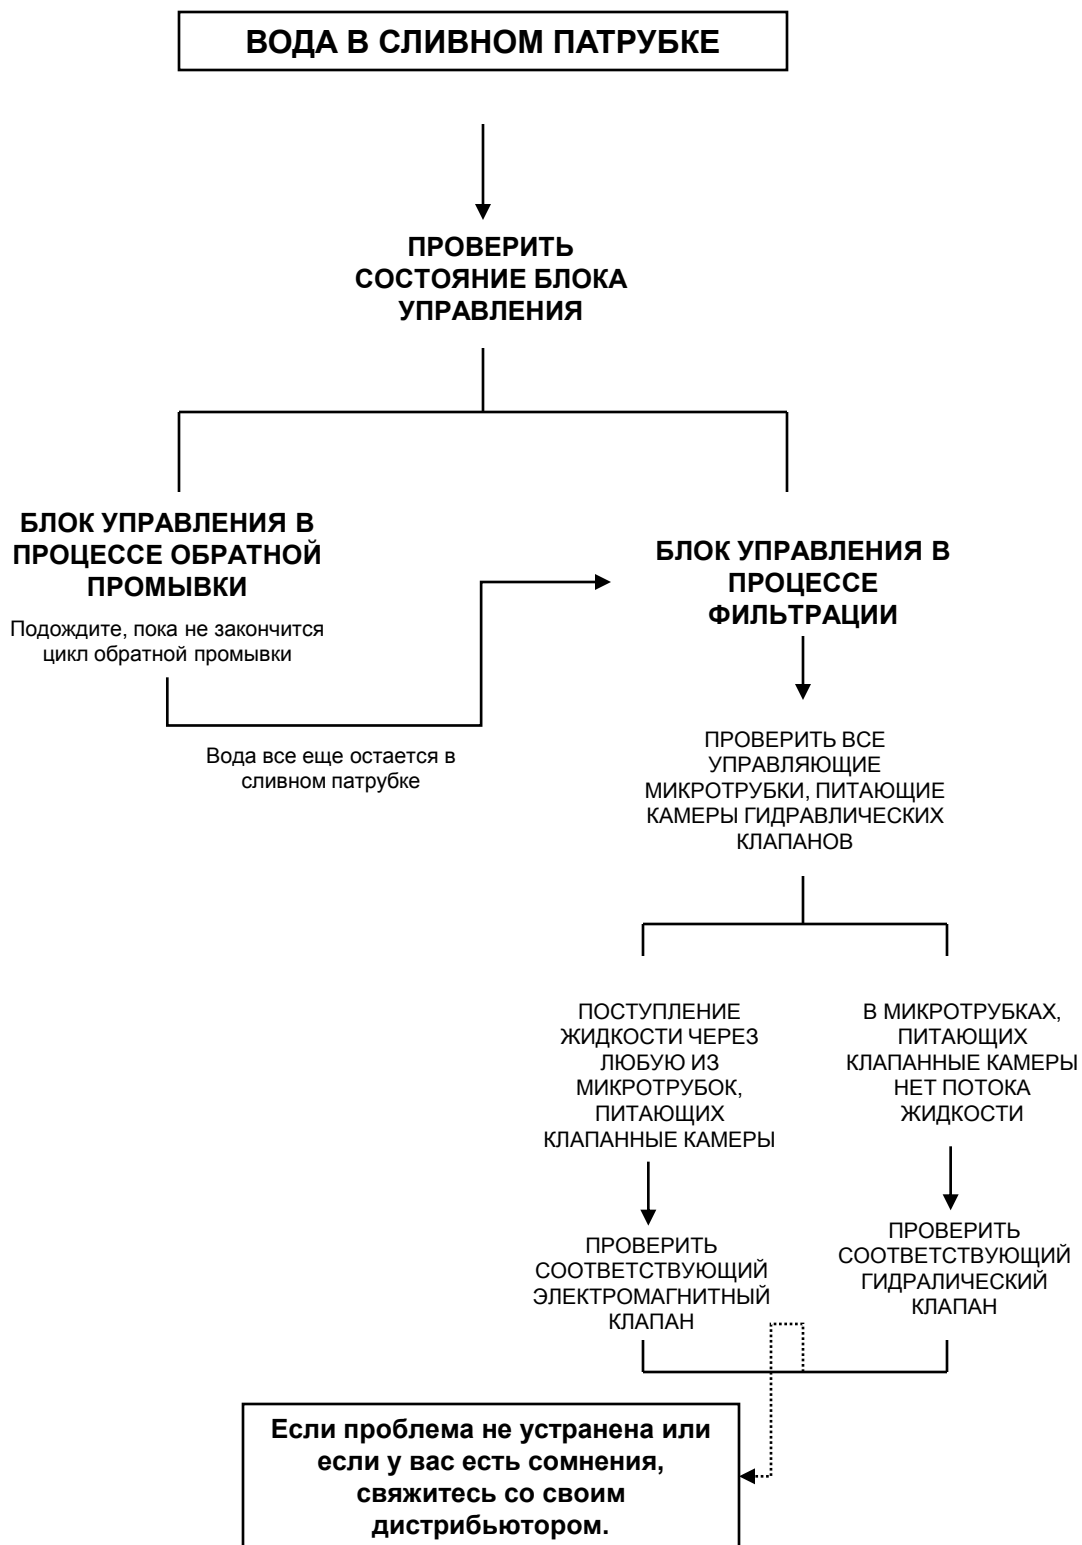 ВОДА В СЛИВНОМ ПАТРУБКЕ
ПРОВЕРИТЬ
СОСТОЯНИЕ БЛОКА
УПРАВЛЕНИЯ
БЛОК УПРАВЛЕНИЯ В
ПРОЦЕССЕ ОБРАТНОЙ
ПРОМЫВКИ
Подождите, пока не закончится
цикл обратной промывки
Вода все еще остается в
сливном патрубке
БЛОК УПРАВЛЕНИЯ В
ПРОЦЕССЕ
ФИЛЬТРАЦИИ
ПРОВЕРИТЬ ВСЕ
УПРАВЛЯЮЩИЕ
МИКРОТРУБКИ, ПИТАЮЩИЕ
КАМЕРЫ ГИДРАВЛИЧЕСКИХ
КЛАПАНОВ
ПОСТУПЛЕНИЕ
ЖИДКОСТИ ЧЕРЕЗ
ЛЮБУЮ ИЗ
МИКРОТРУБОК,
ПИТАЮЩИХ
КЛАПАННЫЕ КАМЕРЫ
В МИКРОТРУБКАХ,
ПИТАЮЩИХ
КЛАПАННЫЕ КАМЕРЫ
НЕТ ПОТОКА
ЖИДКОСТИ
ПРОВЕРИТЬ
СООТВЕТСТВУЮЩИЙ
ЭЛЕКТРОМАГНИТНЫЙ
КЛАПАН
ПРОВЕРИТЬ
СООТВЕТСТВУЮЩИЙ
ГИДРАЛИЧЕСКИЙ
КЛАПАН
Если проблема не устранена или
если у вас есть сомнения,
свяжитесь со своим
дистрибьютором.